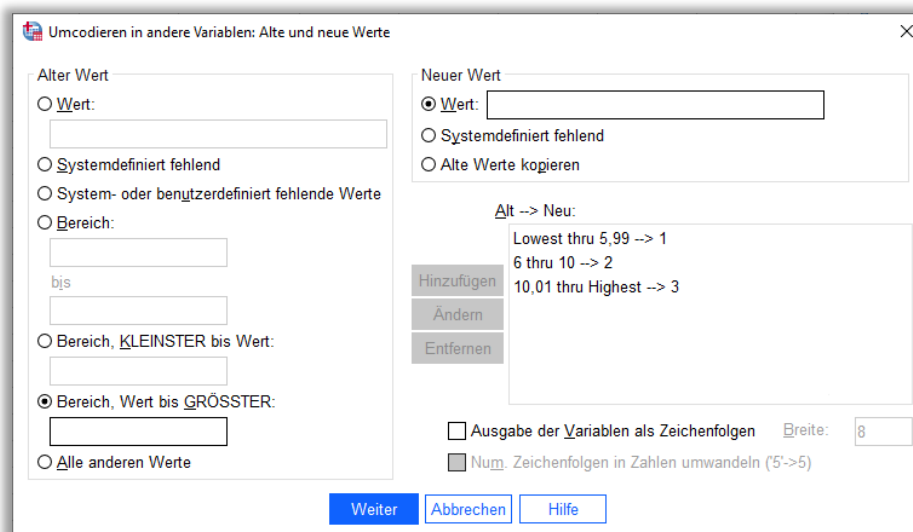 Umcodieren in andere Variablen: Alte und neue Werte
Alter Wert
Wert:
Systemdefiniert fehlend
System- oder benutzerdefiniert fehlende Werte
Bereich:
bis
Bereich, KLEINSTER bis Wert:
Bereich, Wert bis GRÖSSTER:
Alle anderen Werte
Neuer Wert
Wert:
Systemdefiniert fehlend
Alte Werte kopieren
Alt --> Neu:
Lowest thru 5,99 --> 1
6 thru 10 --> 2
10,01 thru Highest --> 3
Hinzufügen
Ändern
Entfernen
Ausgabe der Variablen als Zeichenfolgen Breite: 8
Num. Zeichenfolgen in Zahlen umwandeln ('5'->5)
Weiter Abbrechen Hilfe